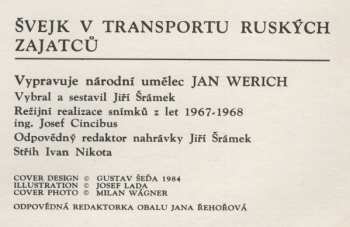 ŠVEJK V TRANSPORTU RUSKÝCH
ZAJATCŮ
Vypravuje národní umělec JAN WERICH
Vybral a sestavil Jiří Šrámek
Režijní realizace snímků z let 1967-1968
ing. Josef Cincibus
Odpovědný redaktor nahrávky Jiří Šrámek
Střih Ivan Nikota
COVER DESIGN © GUSTAV ŠEĎA 1984
ILLUSTRATION © JOSEF LADA
COVER PHOTO © MILAN WÁGNER
ODPOVĚDNÁ REDAKTORKA OBALU JANA ŘEHOŘOVÁ